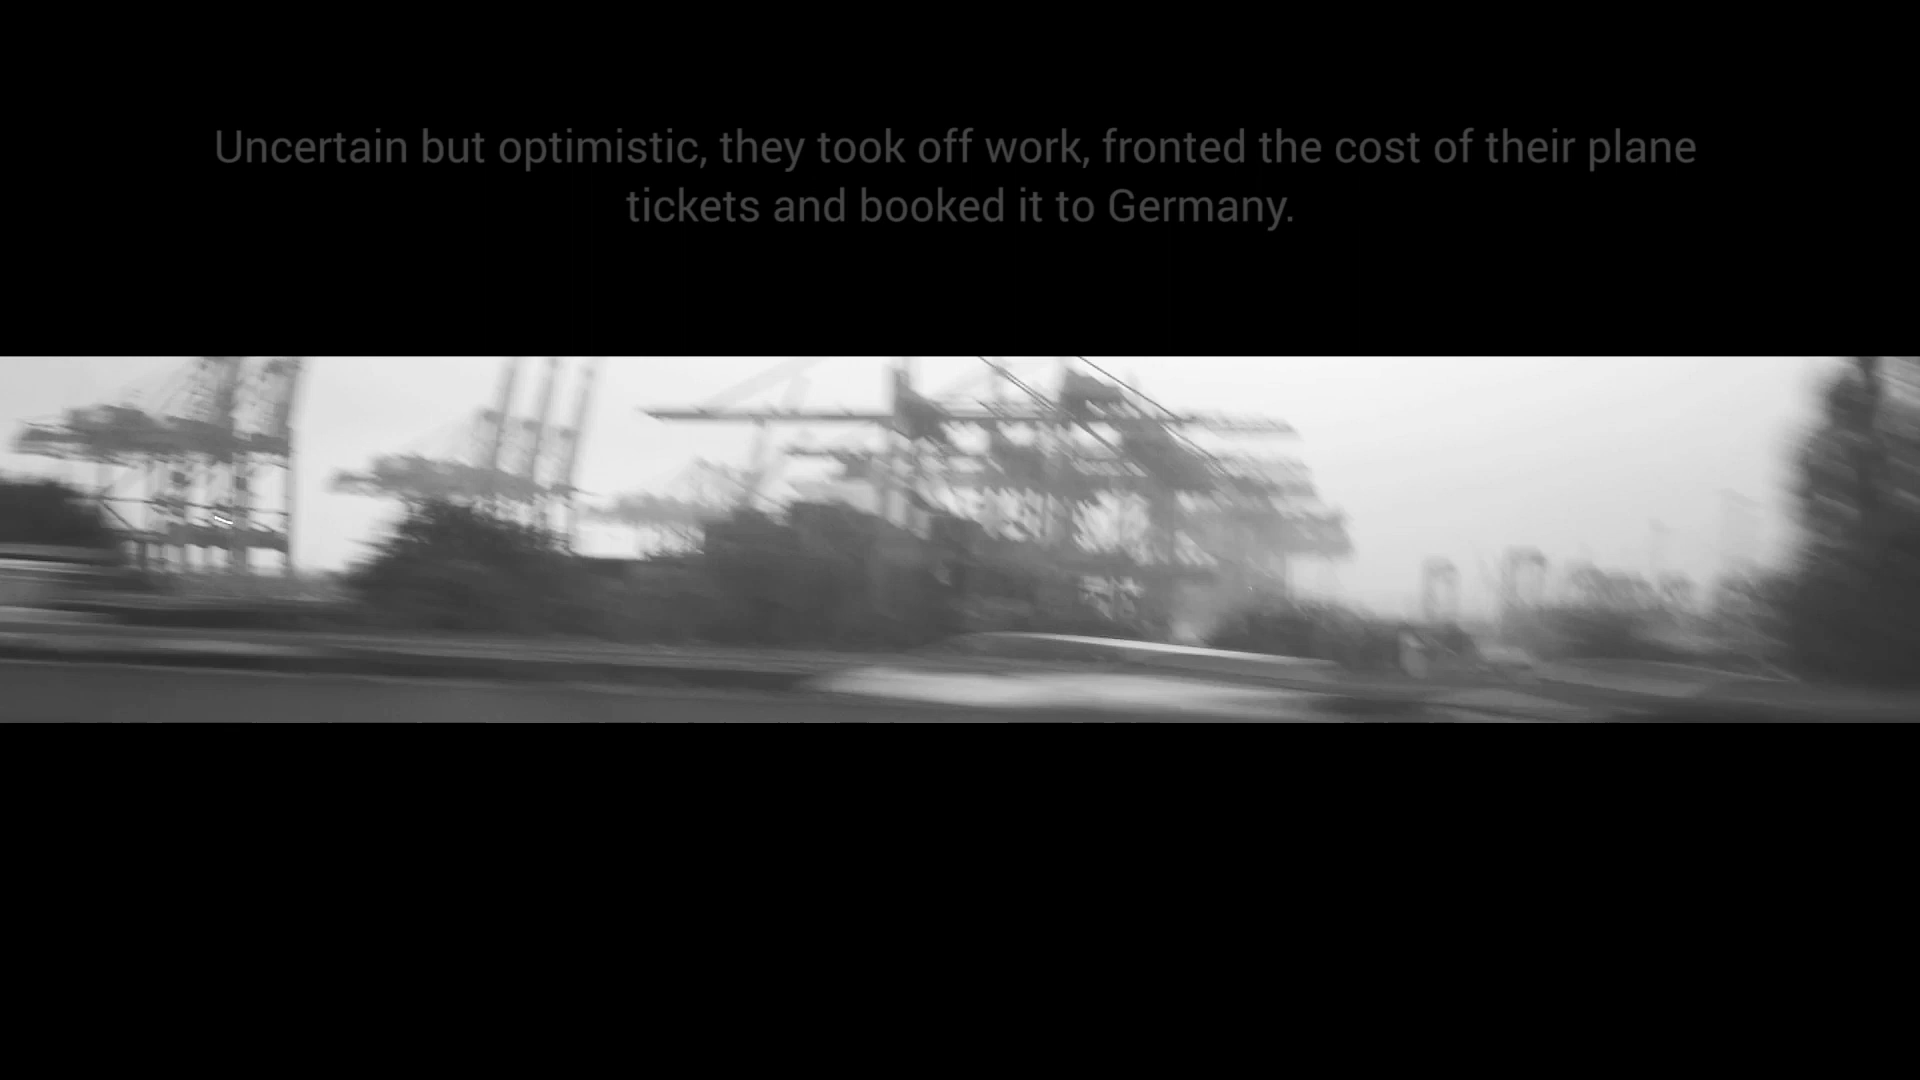 Uncertain but optimistic, they took off work, fronted the cost of their plane
tickets and booked it to Germany.